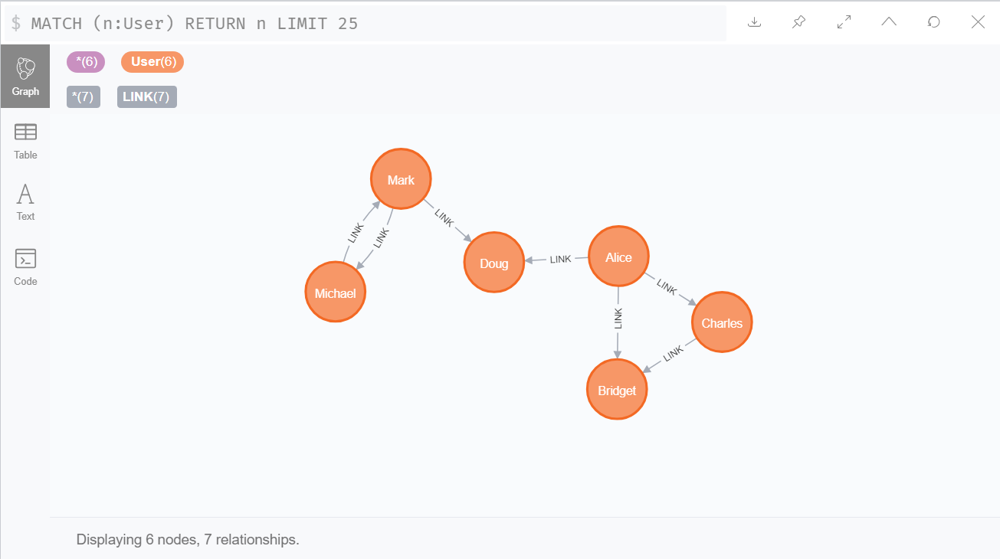 $ MATCH (n:User) RETURN n LIMIT 25
*(6) User(6)
Graph
*(7) LINK(7)
Table
Text
Code
Mark
LINK
LINK
LINK
Doug
LINK
Alice
Michael
LINK
LINK
Charles
LINK
Bridget
Displaying 6 nodes, 7 relationships.